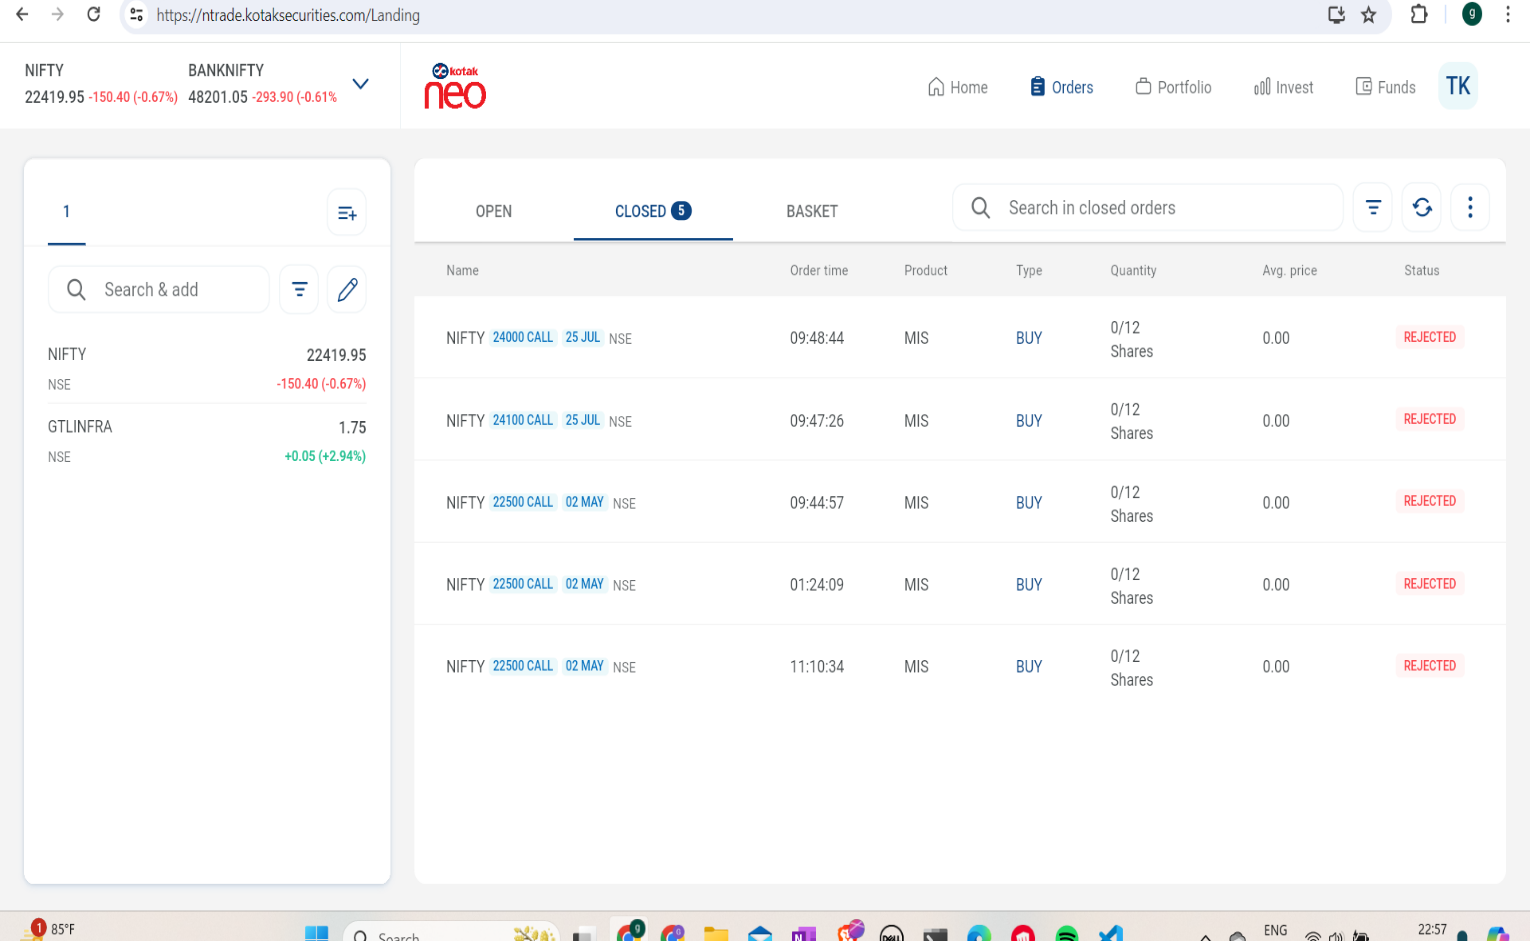 https://ntrade.kotaksecurities.com/Landing
g
NIFTY
22419.95 -150.40 (-0.67%)
BANKNIFTY
48201.05 -293.90 (-0.61%
kotak
neo
Home
Orders
Portfolio
Invest
Funds
TK
1
Search & add
NIFTY 22419.95
NSE -150.40 (-0.67%)
GTLINFRA 1.75
NSE +0.05 (+2.94%)
OPEN
CLOSED 5
BASKET
Search in closed orders
Name Order time Product Type Quantity Avg. price Status
NIFTY 24000 CALL 25 JUL NSE 09:48:44 MIS BUY 0/12 Shares 0.00 REJECTED
NIFTY 24100 CALL 25 JUL NSE 09:47:26 MIS BUY 0/12 Shares 0.00 REJECTED
NIFTY 22500 CALL 02 MAY NSE 09:44:57 MIS BUY 0/12 Shares 0.00 REJECTED
NIFTY 22500 CALL 02 MAY NSE 01:24:09 MIS BUY 0/12 Shares 0.00 REJECTED
NIFTY 22500 CALL 02 MAY NSE 11:10:34 MIS BUY 0/12 Shares 0.00 REJECTED
1
85°F
Search
g
N
DELL
ENG
22:57